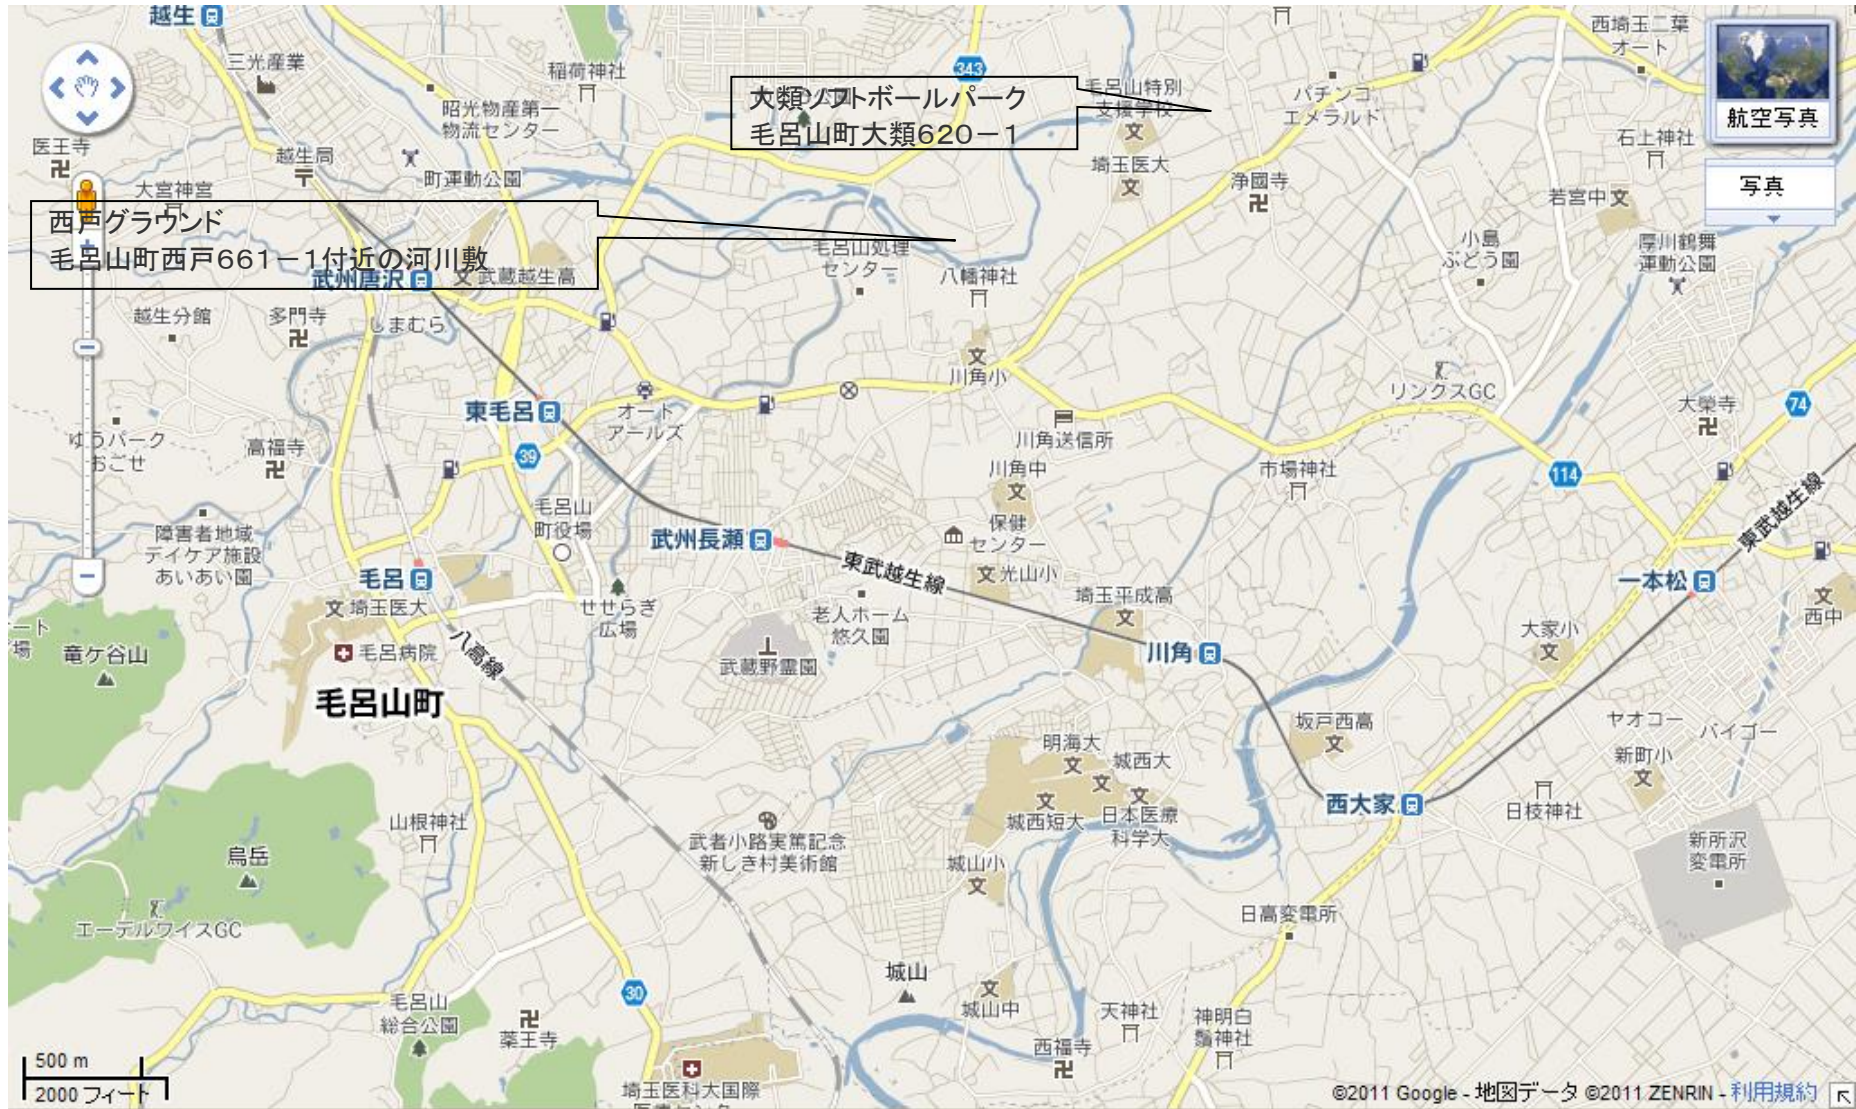 越生
三光産業
稲荷神社
343
西埼玉二葉
オート
大類ソフトボールパーク
毛呂山町大類620－1
毛呂山特別
支援学校
パチンコ
エメラルド
航空写真
昭光物産第一
物流センター
医王寺
越生局
石上神社
町運動公園
埼玉医大
浄國寺
写真
大宮神宮
若宮中
西戸グラウンド
毛呂山町西戸661－1付近の河川敷
毛呂山処理
センター
八幡神社
小島
ぶどう園
厚川鶴舞
運動公園
武州唐沢
武蔵越生高
越生分館
多門寺
しまむら
川角小
リンクスGC
大榮寺
74
東毛呂
オート
アールズ
川角送信所
ゆうパーク
おごせ
高福寺
39
川角中
市場神社
114
毛呂山
町役場
武州長瀬
保健
センター
東武越生線
障害者地域
デイケア施設
あいあい園
毛呂
東武越生線
光山小
一本松
埼玉医大
せせらぎ
広場
老人ホーム
悠久園
埼玉平成高
西中
大家小
ート
場
竜ケ谷山
毛呂病院
八高線
武蔵野霊園
川角
毛呂山町
坂戸西高
ヤオコー
バイゴー
明海大
城西大
新町小
城西短大
日本医療
科学大
西大家
日枝神社
山根神社
武者小路実篤記念
新しき村美術館
城山小
新所沢
変電所
烏岳
エーデルワイスGC
日高変電所
城山
毛呂山
総合公園
30
薬王寺
城山中
天神社
神明白
鬚神社
西福寺
500 m
2000 フィート
埼玉医科大国際
©2011 Google - 地図データ ©2011 ZENRIN - 利用規約